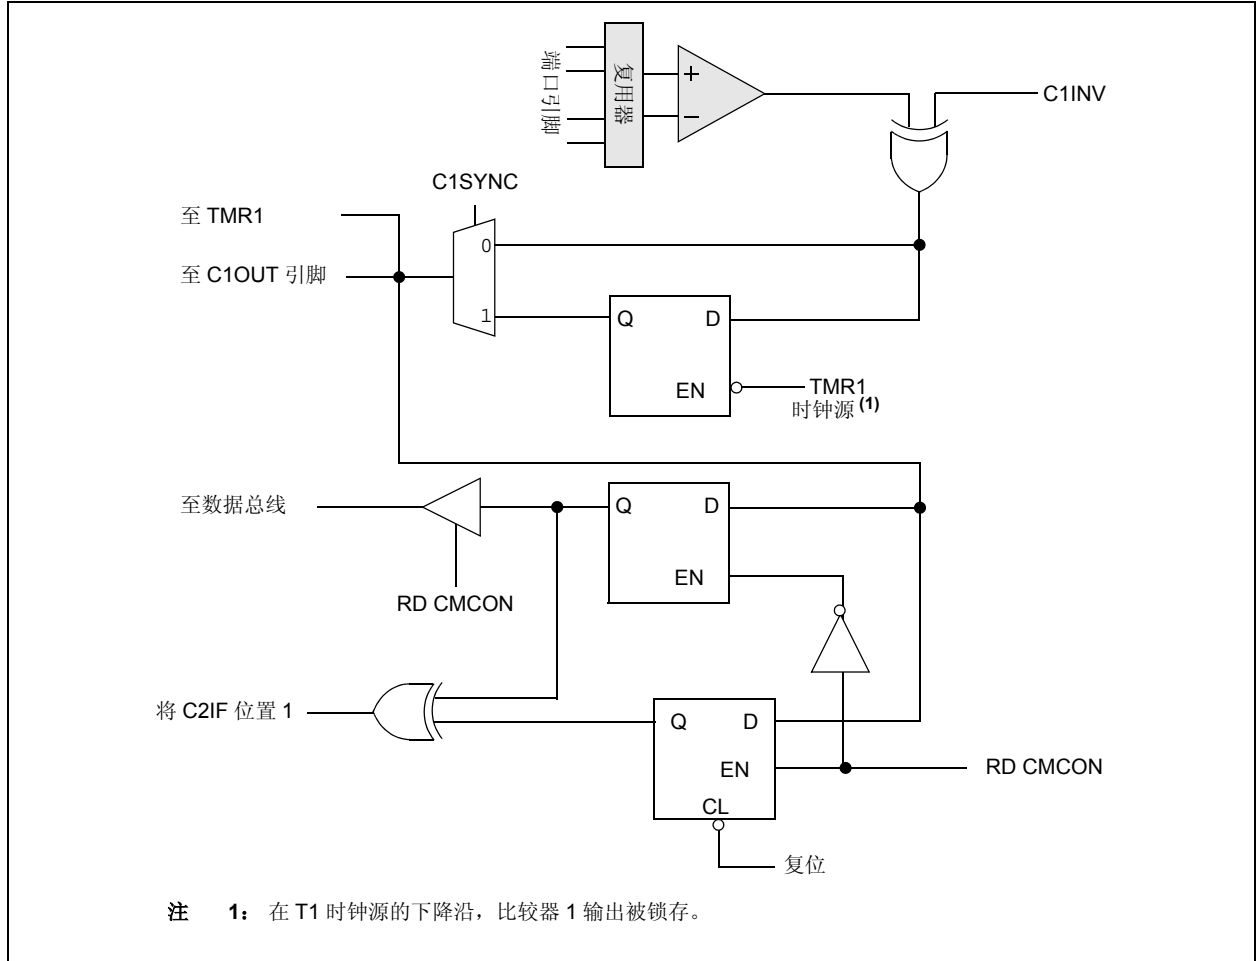 端口引脚
复用器
+
−
C1INV
C1SYNC
至 TMR1
0
至 C1OUT 引脚
1
Q D
EN
TMR1
时钟源 (1)
至数据总线
Q D
EN
RD CMCON
将 C2IF 位置 1
Q D
EN
RD CMCON
CL
复位
注 1: 在 T1 时钟源的下降沿，比较器 1 输出被锁存。